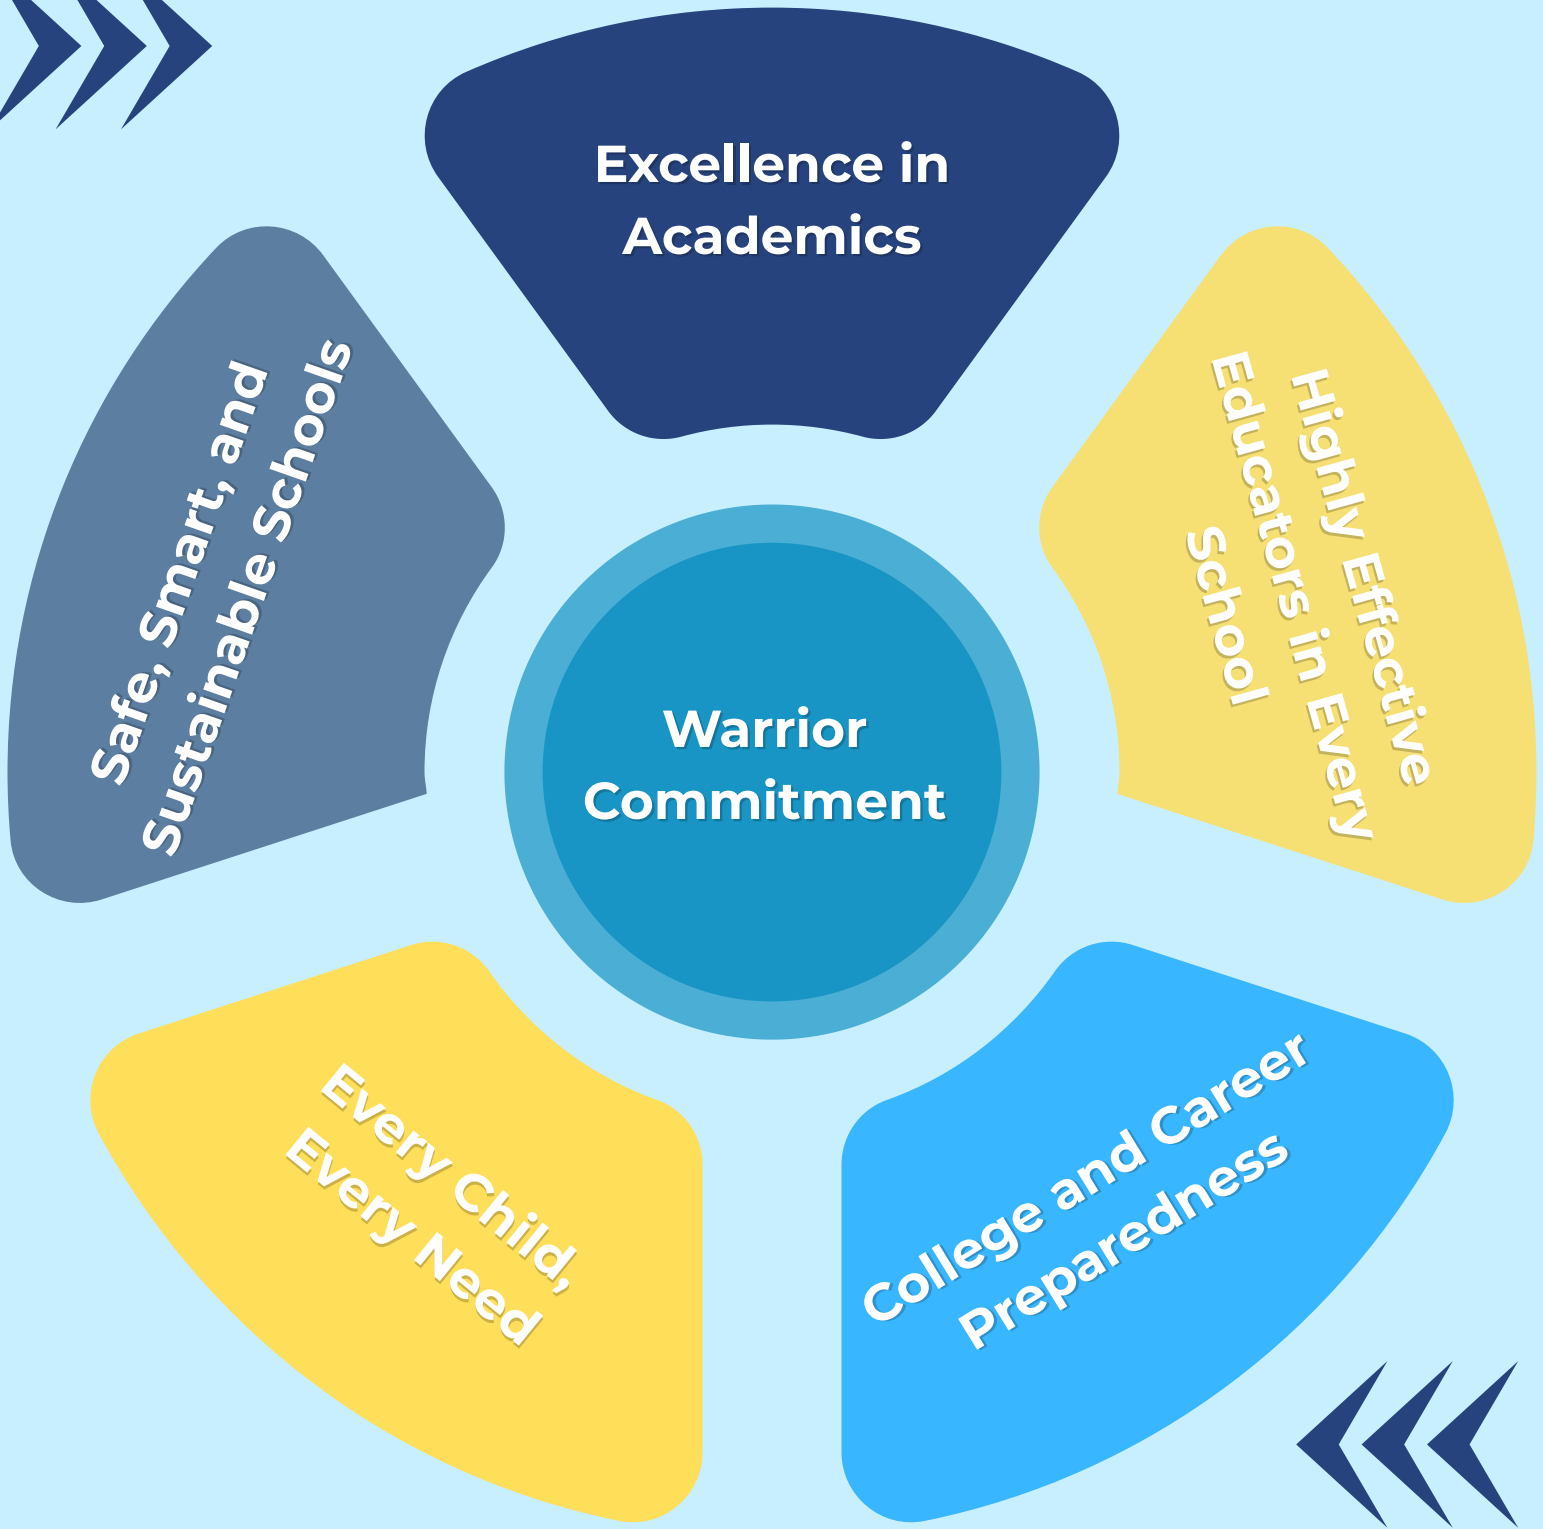 Excellence in
Academics
Highly Effective
Educators in Every
School
College and Career
Preparedness
Every Child,
Every Need
Safe, Smart, and
Sustainable Schools
Warrior
Commitment